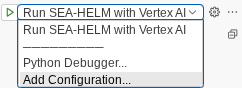 Run SEA-HELM with Vertex AI
Run SEA-HELM with Vertex AI
─────────
Python Debugger...
Add Configuration...